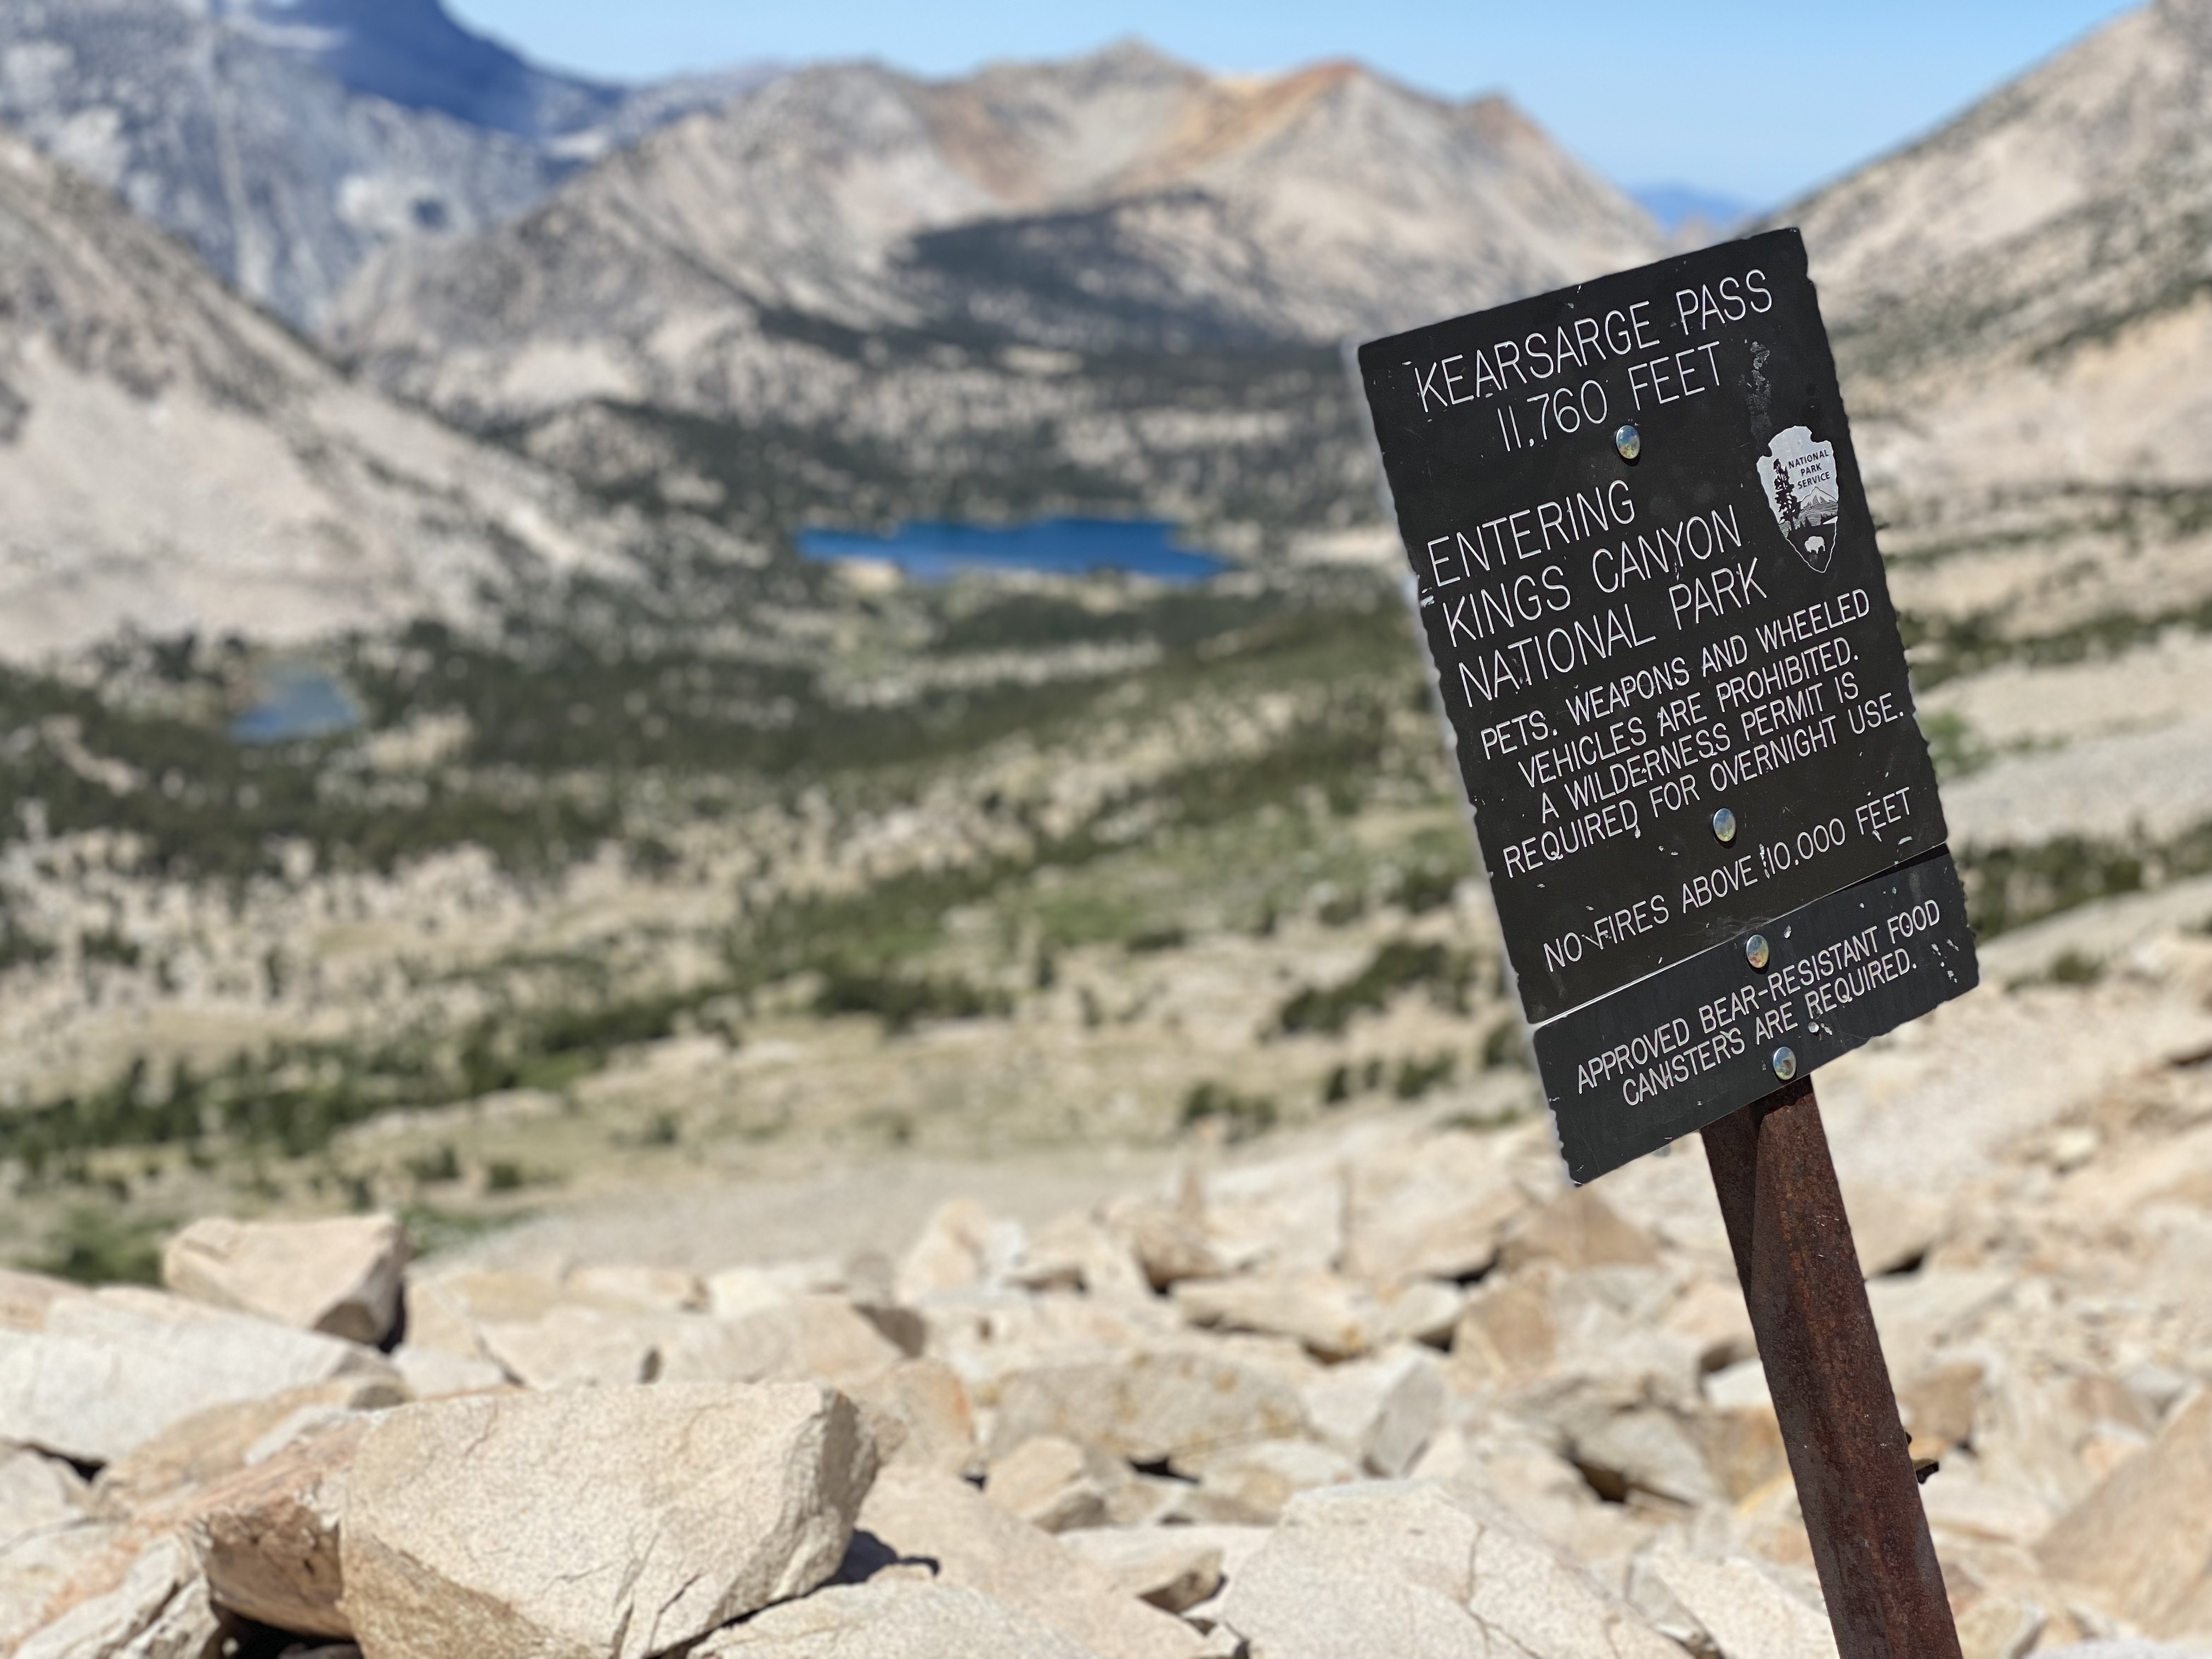 KEARSARGE PASS
11,760 FEET
ENTERING
KINGS CANYON
NATIONAL PARK
NATIONAL
PARK
SERVICE
PETS, WEAPONS AND WHEELED
VEHICLES ARE PROHIBITED.
A WILDERNESS PERMIT IS
REQUIRED FOR OVERNIGHT USE.
NO FIRES ABOVE 10,000 FEET
APPROVED BEAR-RESISTANT FOOD
CANISTERS ARE REQUIRED.